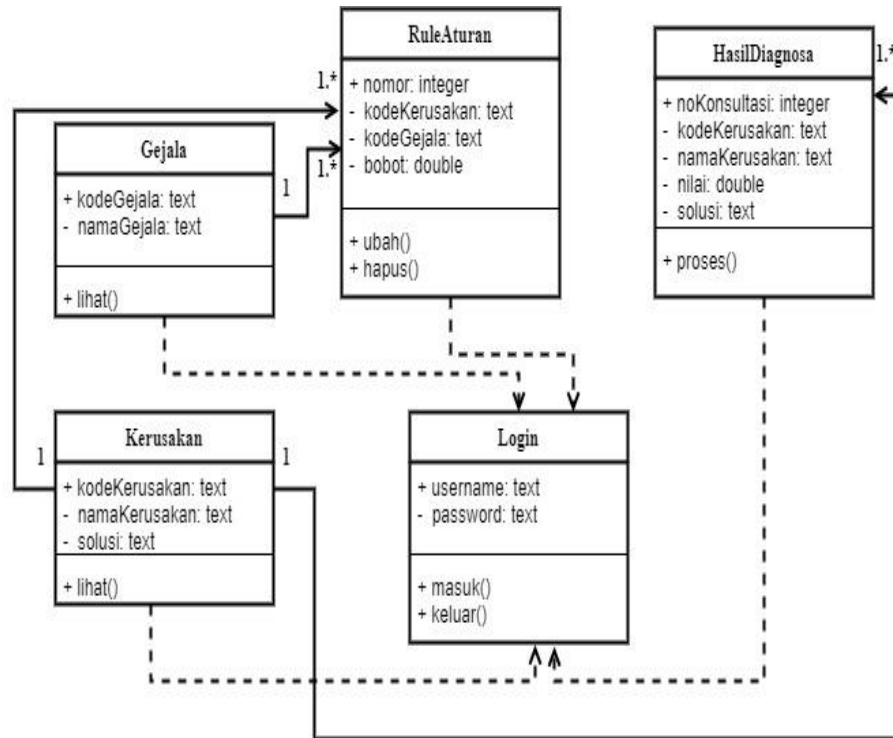 RuleAturan
+ nomor: integer
- kodeKerusakan: text
- kodeGejala: text
- bobot: double
+ ubah()
+ hapus()
HasilDiagnosa
+ noKonsultasi: integer
- kodeKerusakan: text
- namaKerusakan: text
- nilai: double
- solusi: text
+ proses()
1.*
1.*
1.*
Gejala
+ kodeGejala: text
- namaGejala: text
+ lihat()
1
Kerusakan
+ kodeKerusakan: text
- namaKerusakan: text
- solusi: text
+ lihat()
1
1
Login
+ username: text
- password: text
+ masuk()
+ keluar()